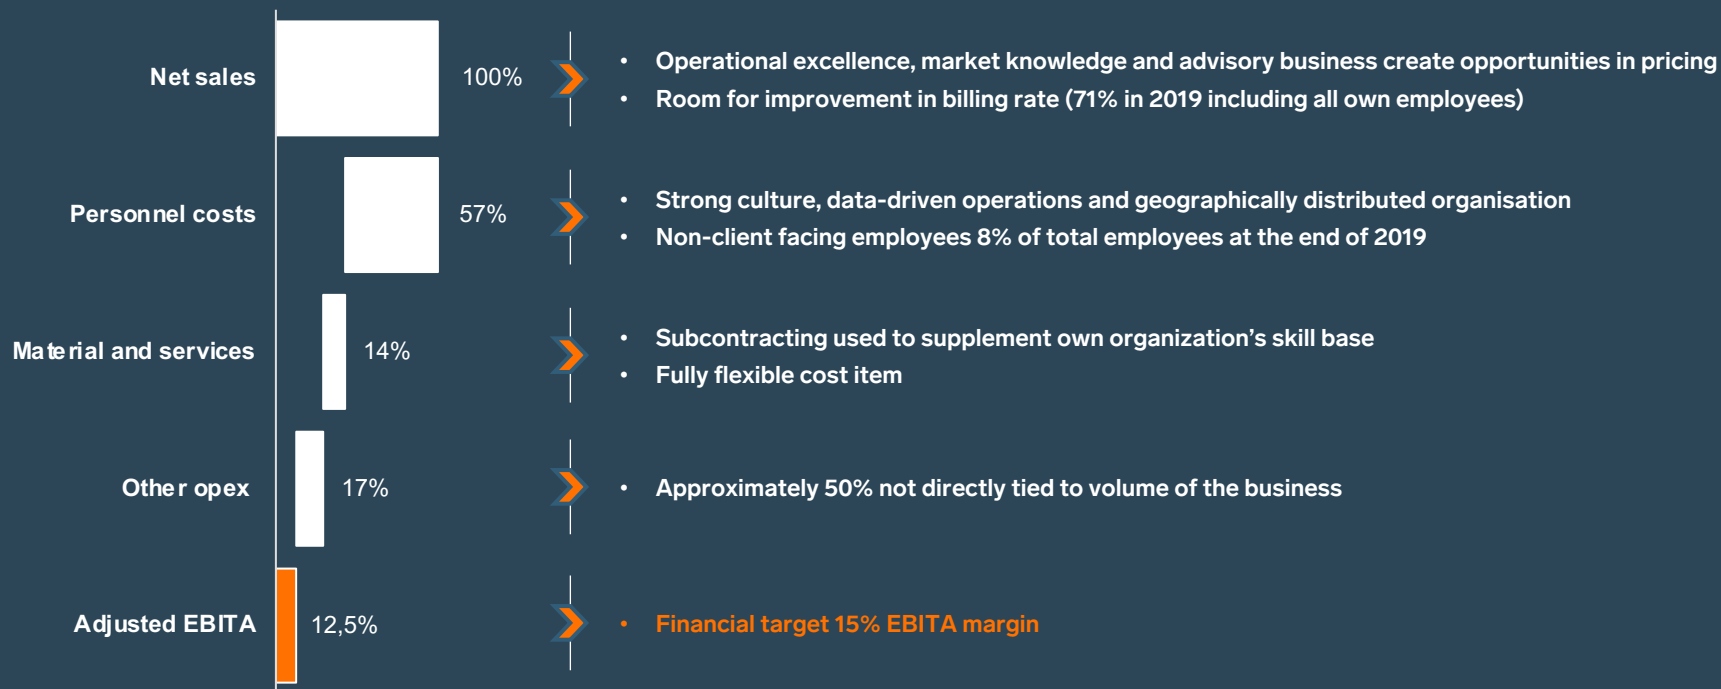 Net sales
100%
• Operational excellence, market knowledge and advisory business create opportunities in pricing
• Room for improvement in billing rate (71% in 2019 including all own employees)
Personnel costs
57%
• Strong culture, data-driven operations and geographically distributed organisation
• Non-client facing employees 8% of total employees at the end of 2019
Material and services
14%
• Subcontracting used to supplement own organization’s skill base
• Fully flexible cost item
Other opex
17%
• Approximately 50% not directly tied to volume of the business
Adjusted EBITA
12,5%
• Financial target 15% EBITA margin